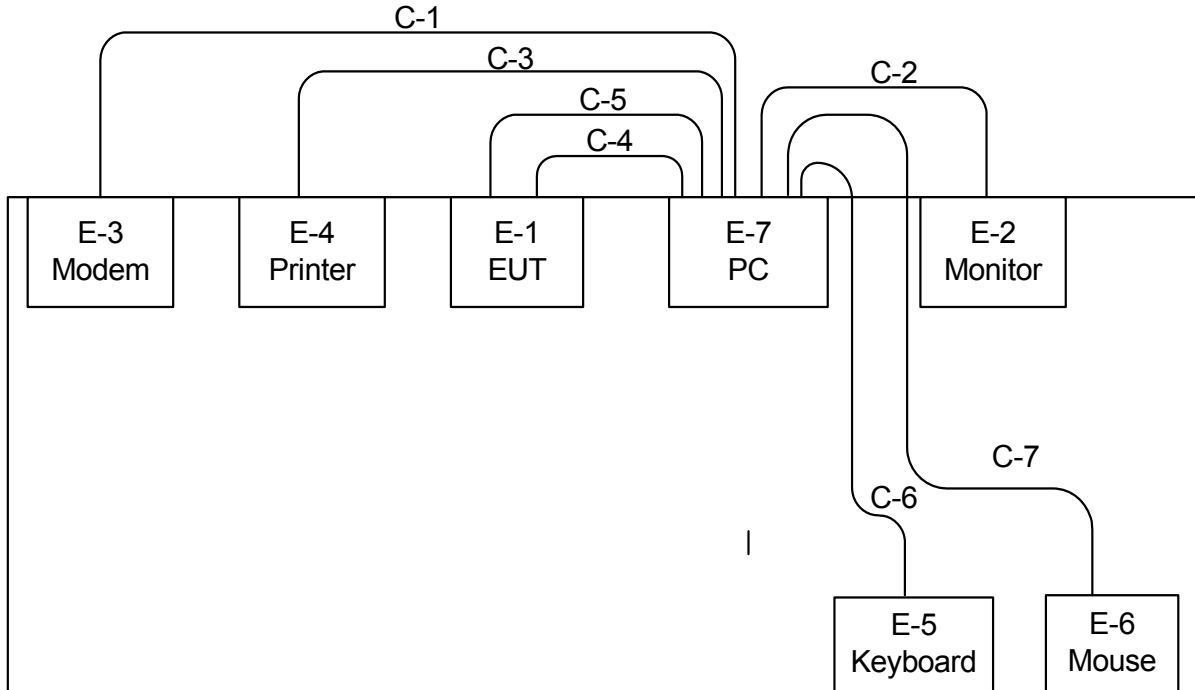 C-1
C-3
C-2
C-5
C-4
E-3
Modem
E-4
Printer
E-1
EUT
E-7
PC
E-2
Monitor
C-7
C-6
E-5
Keyboard
E-6
Mouse